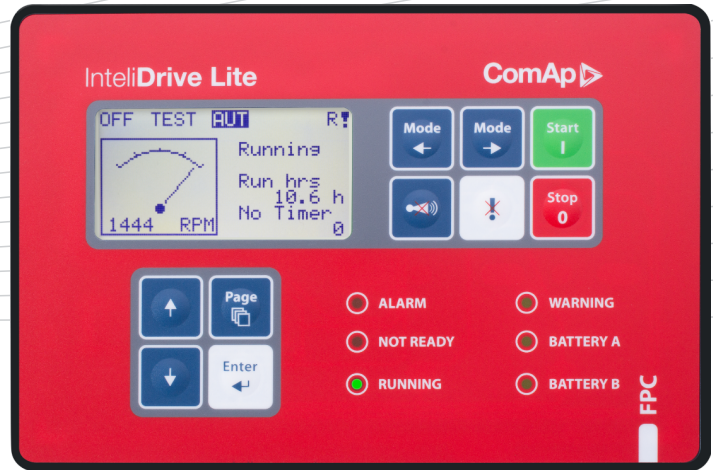 InteliDrive Lite
ComAp
OFF TEST AUT R!
Running
Run hrs
10.6 h
No Timer
0
1444 RPM
Mode
Mode
Start
I
Stop
0
Page
Enter
ALARM
WARNING
NOT READY
BATTERY A
RUNNING
BATTERY B
FPC